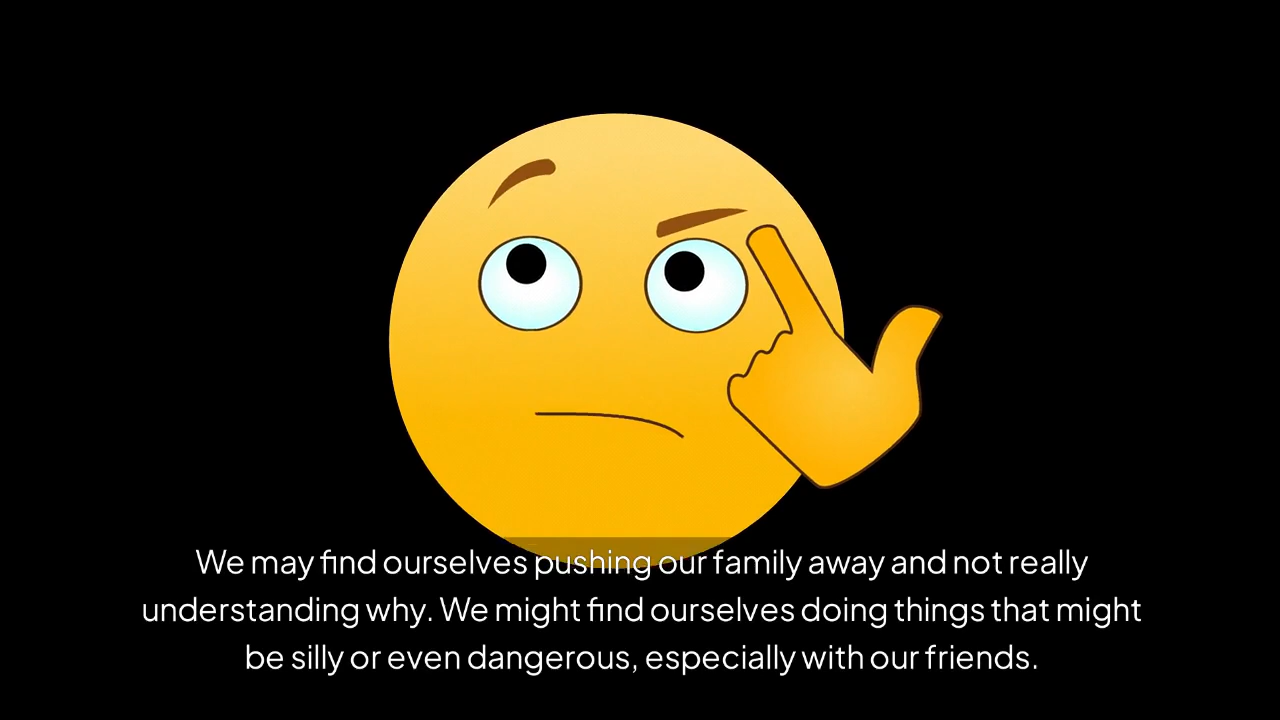 We may find ourselves pushing our family away and not really
understanding why. We might find ourselves doing things that might
be silly or even dangerous, especially with our friends.